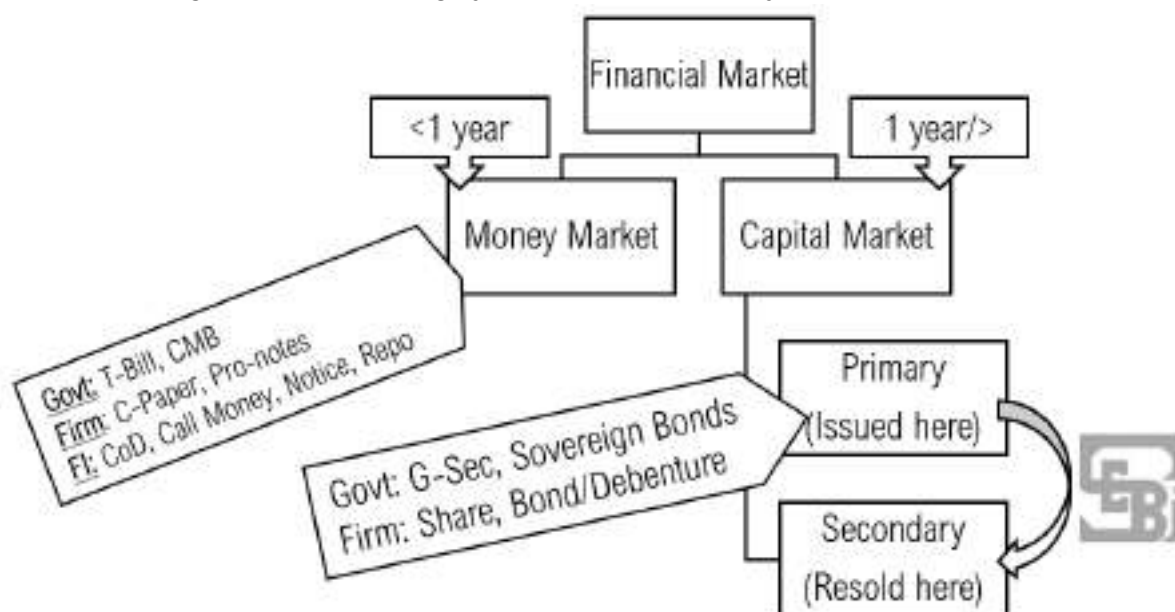 Financial Market
<1 year
1 year/>
Money Market
Capital Market
Govt: T-Bill, CMB
Firm: C-Paper, Pro-notes
FI: CoD, Call Money, Notice, Repo
Govt: G-Sec, Sovereign Bonds
Firm: Share, Bond/Debenture
Primary
(Issued here)
Secondary
(Resold here)
SEBI